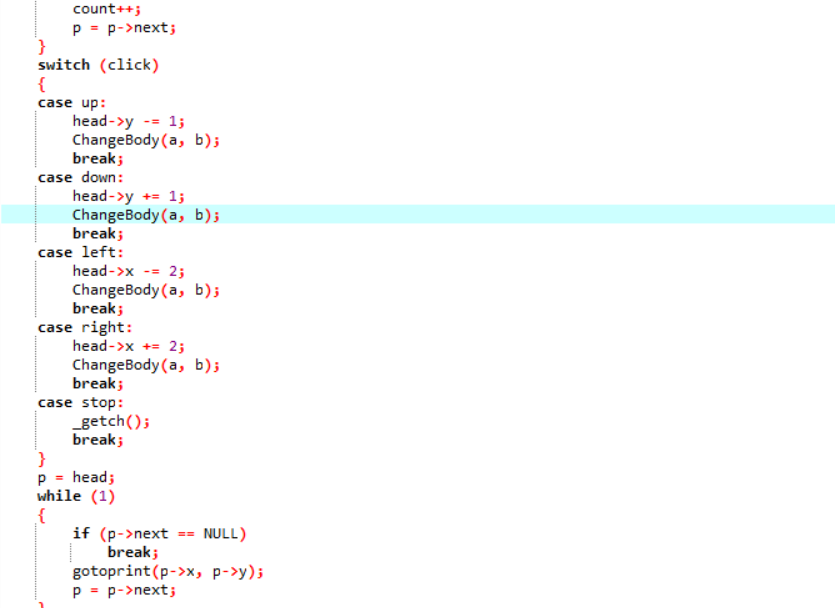 count++;
p = p->next;
}
switch (click)
{
case up:
head->y -= 1;
ChangeBody(a, b);
break;
case down:
head->y += 1;
ChangeBody(a, b);
break;
case left:
head->x -= 2;
ChangeBody(a, b);
break;
case right:
head->x += 2;
ChangeBody(a, b);
break;
case stop:
_getch();
break;
}
p = head;
while (1)
{
if (p->next == NULL)
break;
gotoprint(p->x, p->y);
p = p->next;
}